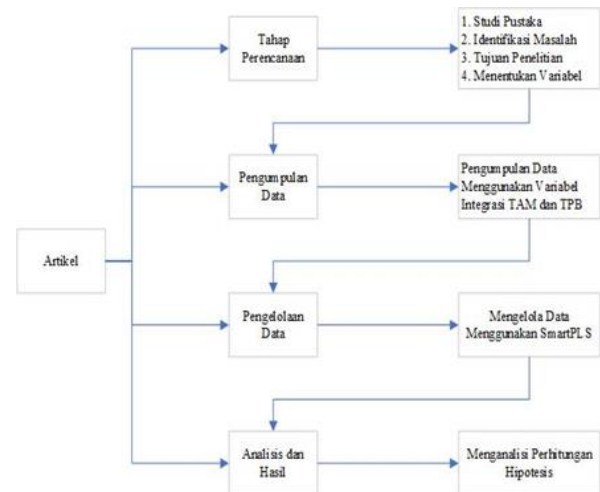 Tahap
Perencanaan
1. Studi Pustaka
2. Identifikasi Masalah
3. Tujuan Penelitian
4. Menentukan Variabel
Pengumpulan
Data
Pengumpulan Data
Menggunakan Variabel
Integrasi TAM dan TPB
Artikel
Pengelolaan
Data
Mengelola Data
Menggunakan SmartPLS
Analisis dan
Hasil
Menganalisi Perhitungan
Hipotesis